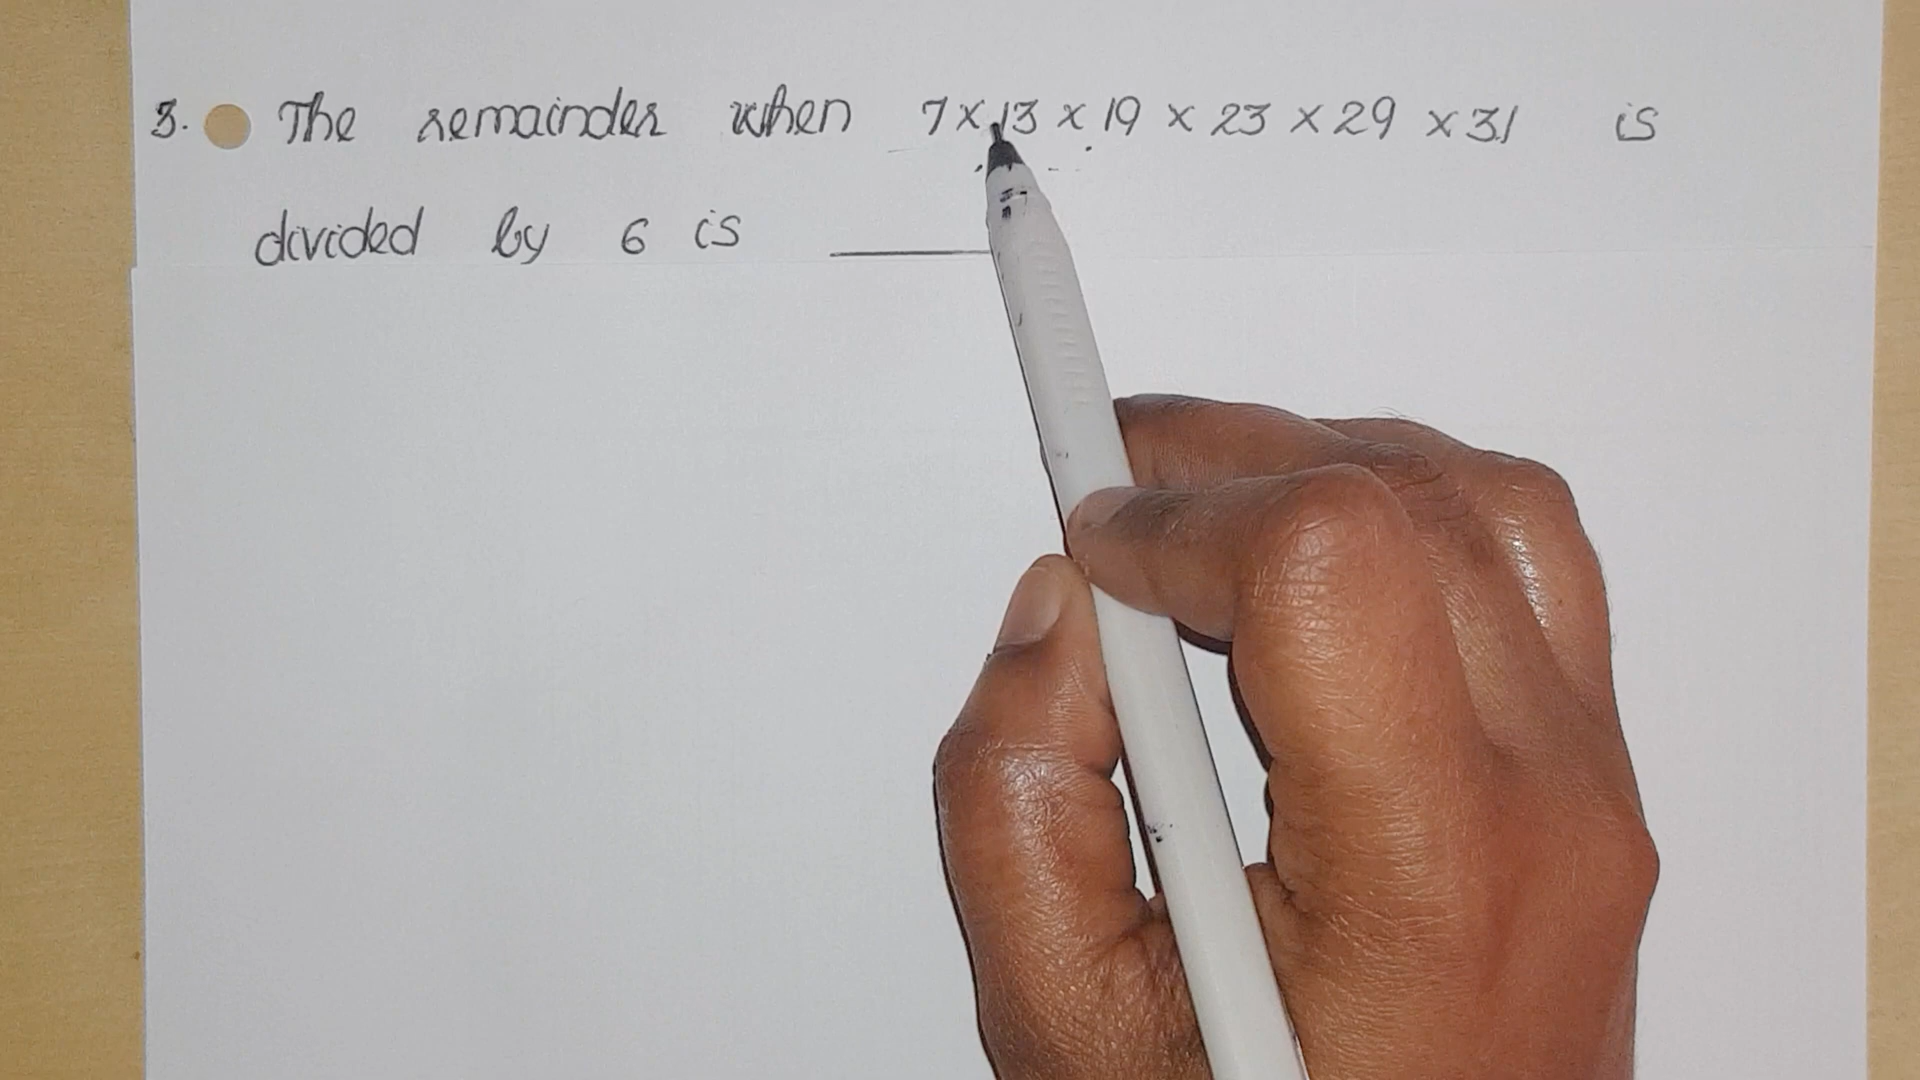 3. The remainder when 7 × 13 × 19 × 23 × 29 × 31 is
divided by 6 is ______